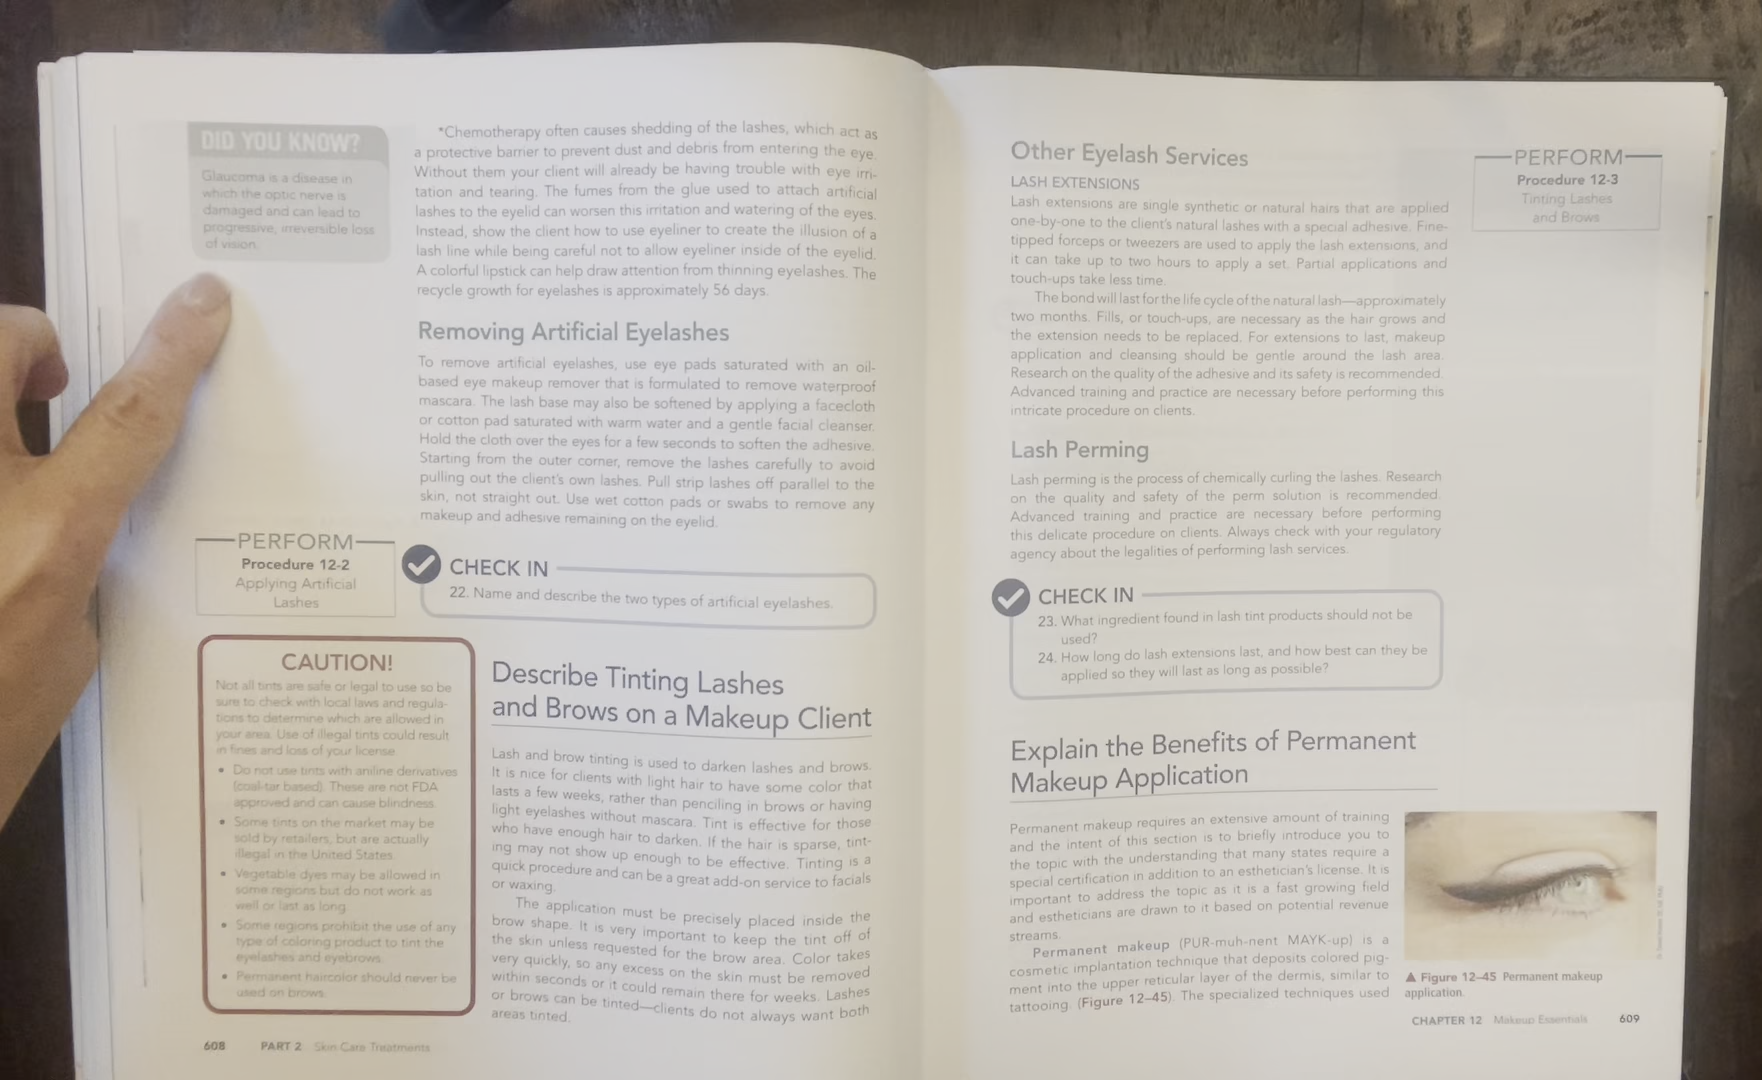 DID YOU KNOW?
Glaucoma is a disease in
which the optic nerve is
damaged and can lead to
progressive, irreversible loss
of vision.
*Chemotherapy often causes shedding of the lashes, which act as
a protective barrier to prevent dust and debris from entering the eye.
Without them your client will already be having trouble with eye irri-
tation and tearing. The fumes from the glue used to attach artificial
lashes to the eyelid can worsen this irritation and watering of the eyes.
Instead, show the client how to use eyeliner to create the illusion of a
lash line while being careful not to allow eyeliner inside of the eyelid.
A colorful lipstick can help draw attention from thinning eyelashes. The
recycle growth for eyelashes is approximately 56 days.
Removing Artificial Eyelashes
To remove artificial eyelashes, use eye pads saturated with an oil-
based eye makeup remover that is formulated to remove waterproof
mascara. The lash base may also be softened by applying a facecloth
or cotton pad saturated with warm water and a gentle facial cleanser.
Hold the cloth over the eyes for a few seconds to soften the adhesive.
Starting from the outer corner, remove the lashes carefully to avoid
pulling out the client's own lashes. Pull strip lashes off parallel to the
skin, not straight out. Use wet cotton pads or swabs to remove any
makeup and adhesive remaining on the eyelid.
PERFORM
Procedure 12-2
Applying Artificial
Lashes
CHECK IN
22. Name and describe the two types of artificial eyelashes.
CAUTION!
Not all tints are safe or legal to use so be
sure to check with local laws and regula-
tions to determine which are allowed in
your area. Use of illegal tints could result
in fines and loss of your license.
• Do not use tints with aniline derivatives
(coal-tar based). These are not FDA
approved and can cause blindness.
• Some tints on the market may be
sold by retailers, but are actually
illegal in the United States.
• Vegetable dyes may be allowed in
some regions but do not work as
well or last as long.
• Some regions prohibit the use of any
type of coloring product to tint the
eyelashes and eyebrows.
• Permanent haircolor should never be
used on brows.
Describe Tinting Lashes
and Brows on a Makeup Client
Lash and brow tinting is used to darken lashes and brows.
It is nice for clients with light hair to have some color that
lasts a few weeks, rather than penciling in brows or having
light eyelashes without mascara. Tint is effective for those
who have enough hair to darken. If the hair is sparse, tint-
ing may not show up enough to be effective. Tinting is a
quick procedure and can be a great add-on service to facials
or waxing.
The application must be precisely placed inside the
brow shape. It is very important to keep the tint off of
the skin unless requested for the brow area. Color takes
very quickly, so any excess on the skin must be removed
within seconds or it could remain there for weeks. Lashes
or brows can be tinted—clients do not always want both
areas tinted.
608 PART 2 Skin Care Treatments
Other Eyelash Services
LASH EXTENSIONS
Lash extensions are single synthetic or natural hairs that are applied
one-by-one to the client's natural lashes with a special adhesive. Fine-
tipped forceps or tweezers are used to apply the lash extensions, and
it can take up to two hours to apply a set. Partial applications and
touch-ups take less time.
The bond will last for the life cycle of the natural lash—approximately
two months. Fills, or touch-ups, are necessary as the hair grows and
the extension needs to be replaced. For extensions to last, makeup
application and cleansing should be gentle around the lash area.
Research on the quality of the adhesive and its safety is recommended.
Advanced training and practice are necessary before performing this
intricate procedure on clients.
PERFORM
Procedure 12-3
Tinting Lashes
and Brows
Lash Perming
Lash perming is the process of chemically curling the lashes. Research
on the quality and safety of the perm solution is recommended.
Advanced training and practice are necessary before performing
this delicate procedure on clients. Always check with your regulatory
agency about the legalities of performing lash services.
CHECK IN
23. What ingredient found in lash tint products should not be
used?
24. How long do lash extensions last, and how best can they be
applied so they will last as long as possible?
Explain the Benefits of Permanent
Makeup Application
Permanent makeup requires an extensive amount of training
and the intent of this section is to briefly introduce you to
the topic with the understanding that many states require a
special certification in addition to an esthetician's license. It is
important to address the topic as it is a fast growing field
and estheticians are drawn to it based on potential revenue
streams.
Permanent makeup (PUR-muh-nent MAYK-up) is a
cosmetic implantation technique that deposits colored pig-
ment into the upper reticular layer of the dermis, similar to
tattooing. (Figure 12–45). The specialized techniques used
▲ Figure 12–45 Permanent makeup
application.
CHAPTER 12 Makeup Essentials 609